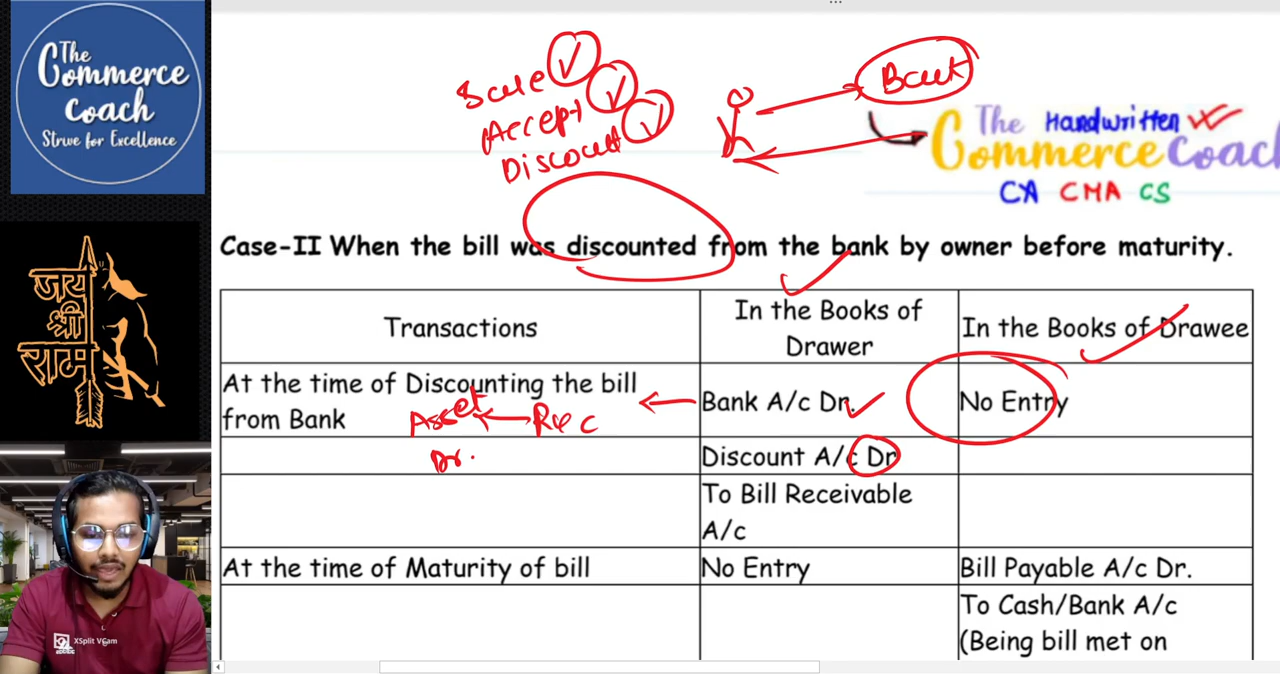 The
Commerce
Coach
Strive for Excellence
जय
श्री
राम
XSplit VCam
Sale
Accept
Discount
Bank
The Handwritten
Commerce Coach
CA CMA CS
Case-II When the bill was discounted from the bank by owner before maturity.
Transactions
In the Books of
Drawer
In the Books of Drawee
At the time of Discounting the bill
from Bank
Asset
Rec
Dr.
Bank A/c Dr.
No Entry
Discount A/c Dr
To Bill Receivable
A/c
At the time of Maturity of bill
No Entry
Bill Payable A/c Dr.
To Cash/Bank A/c
(Being bill met on